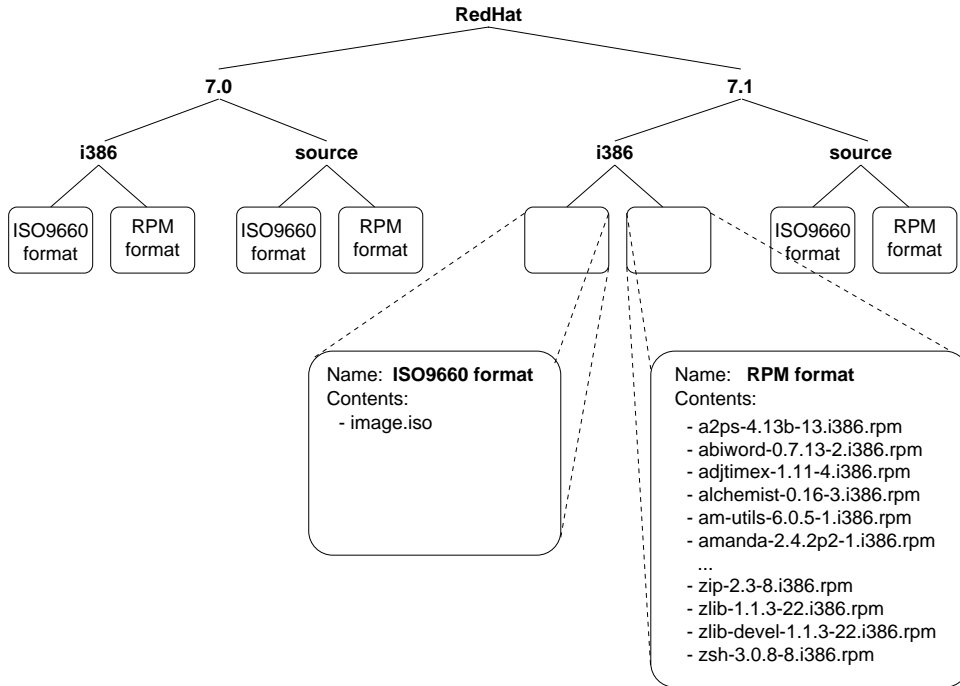 RedHat
7.0
7.1
i386
source
i386
source
ISO9660
format
RPM
format
ISO9660
format
RPM
format
ISO9660
format
RPM
format
Name: ISO9660 format
Contents:
- image.iso
Name: RPM format
Contents:
- a2ps-4.13b-13.i386.rpm
- abiword-0.7.13-2.i386.rpm
- adjtimex-1.11-4.i386.rpm
- alchemist-0.16-3.i386.rpm
- am-utils-6.0.5-1.i386.rpm
- amanda-2.4.2p2-1.i386.rpm
...
- zip-2.3-8.i386.rpm
- zlib-1.1.3-22.i386.rpm
- zlib-devel-1.1.3-22.i386.rpm
- zsh-3.0.8-8.i386.rpm